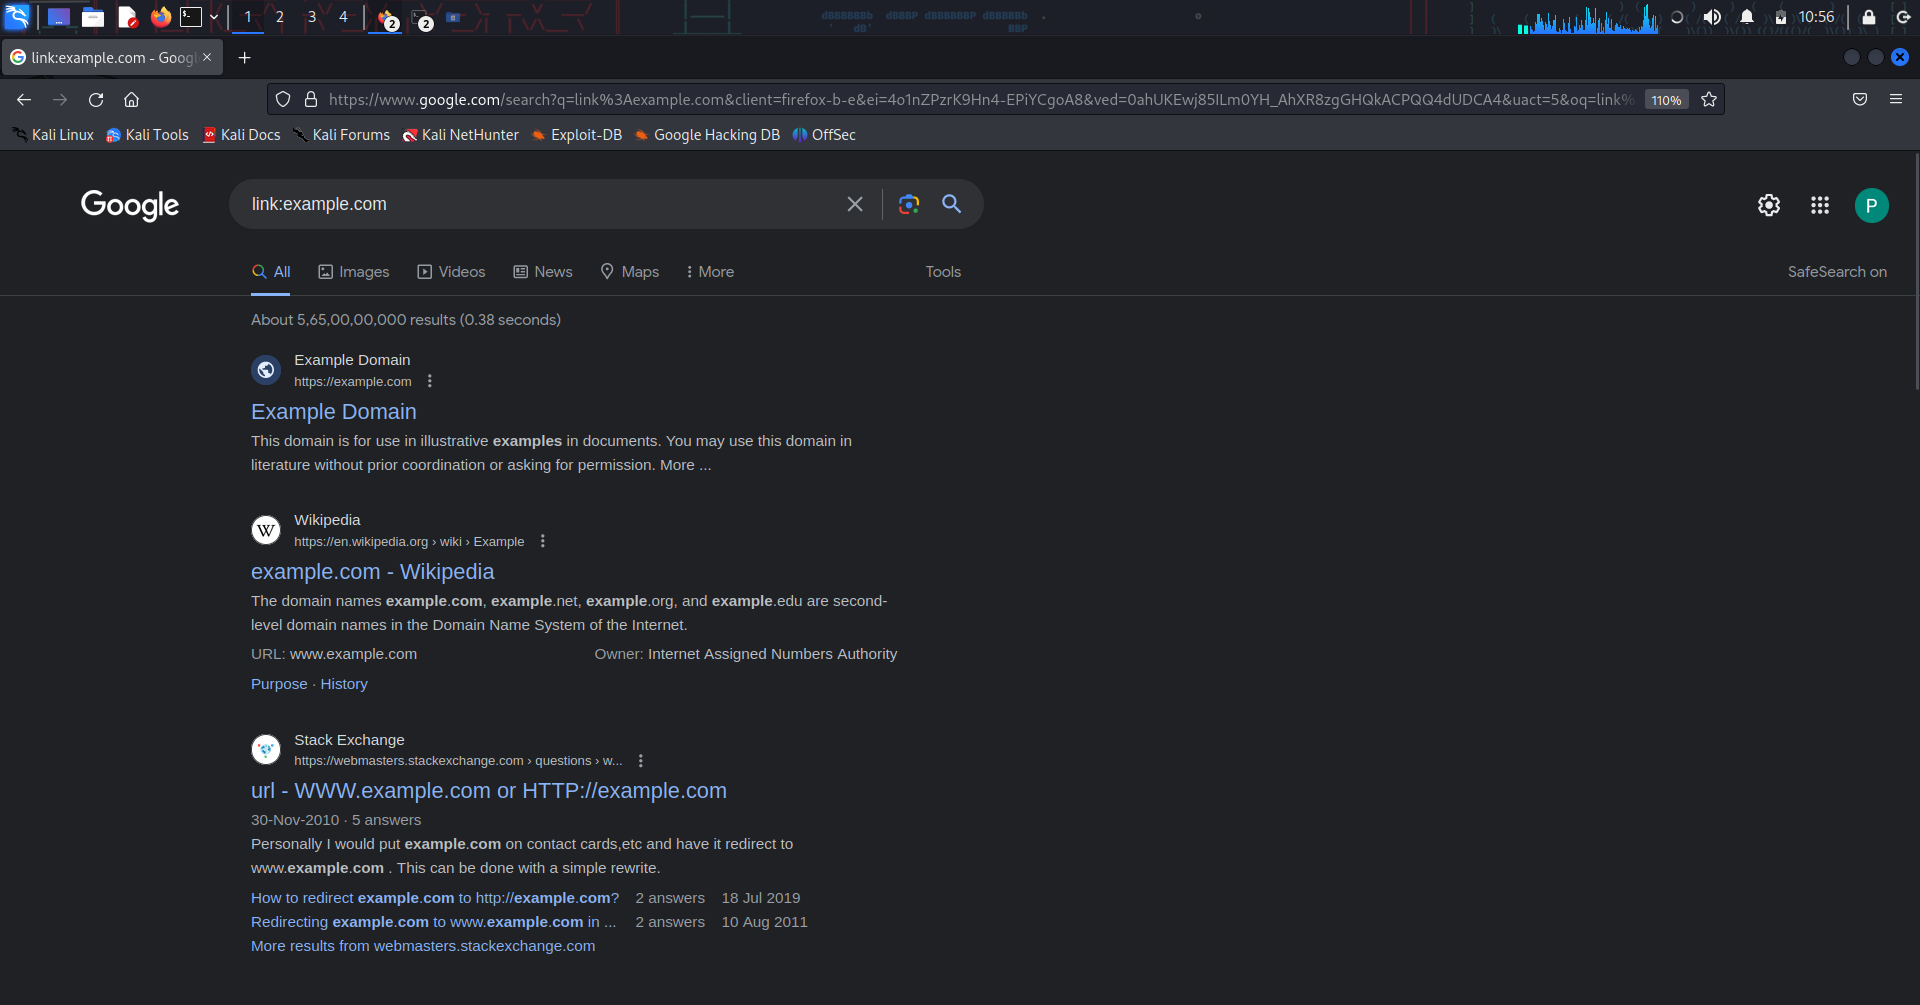 1 2 3 4 2 2 10:56
link:example.com - Googl
https://www.google.com/search?q=link%3Aexample.com&client=firefox-b-e&ei=4o1nZPzrK9Hn4-EPiYCgoA8&ved=0ahUKEwj85ILm0YH_AhXR8zgGHQkACPQQ4dUDCA4&uact=5&oq=link% 110%
Kali Linux Kali Tools Kali Docs Kali Forums Kali NetHunter Exploit-DB Google Hacking DB OffSec
Google link:example.com P
All Images Videos News Maps More Tools SafeSearch on
About 5,65,00,00,000 results (0.38 seconds)
Example Domain
https://example.com
Example Domain
This domain is for use in illustrative examples in documents. You may use this domain in
literature without prior coordination or asking for permission. More ...
W Wikipedia
https://en.wikipedia.org › wiki › Example
example.com - Wikipedia
The domain names example.com, example.net, example.org, and example.edu are second-
level domain names in the Domain Name System of the Internet.
URL: www.example.com Owner: Internet Assigned Numbers Authority
Purpose · History
Stack Exchange
https://webmasters.stackexchange.com › questions › w...
url - WWW.example.com or HTTP://example.com
30-Nov-2010 · 5 answers
Personally I would put example.com on contact cards,etc and have it redirect to
www.example.com . This can be done with a simple rewrite.
How to redirect example.com to http://example.com? 2 answers 18 Jul 2019
Redirecting example.com to www.example.com in ... 2 answers 10 Aug 2011
More results from webmasters.stackexchange.com